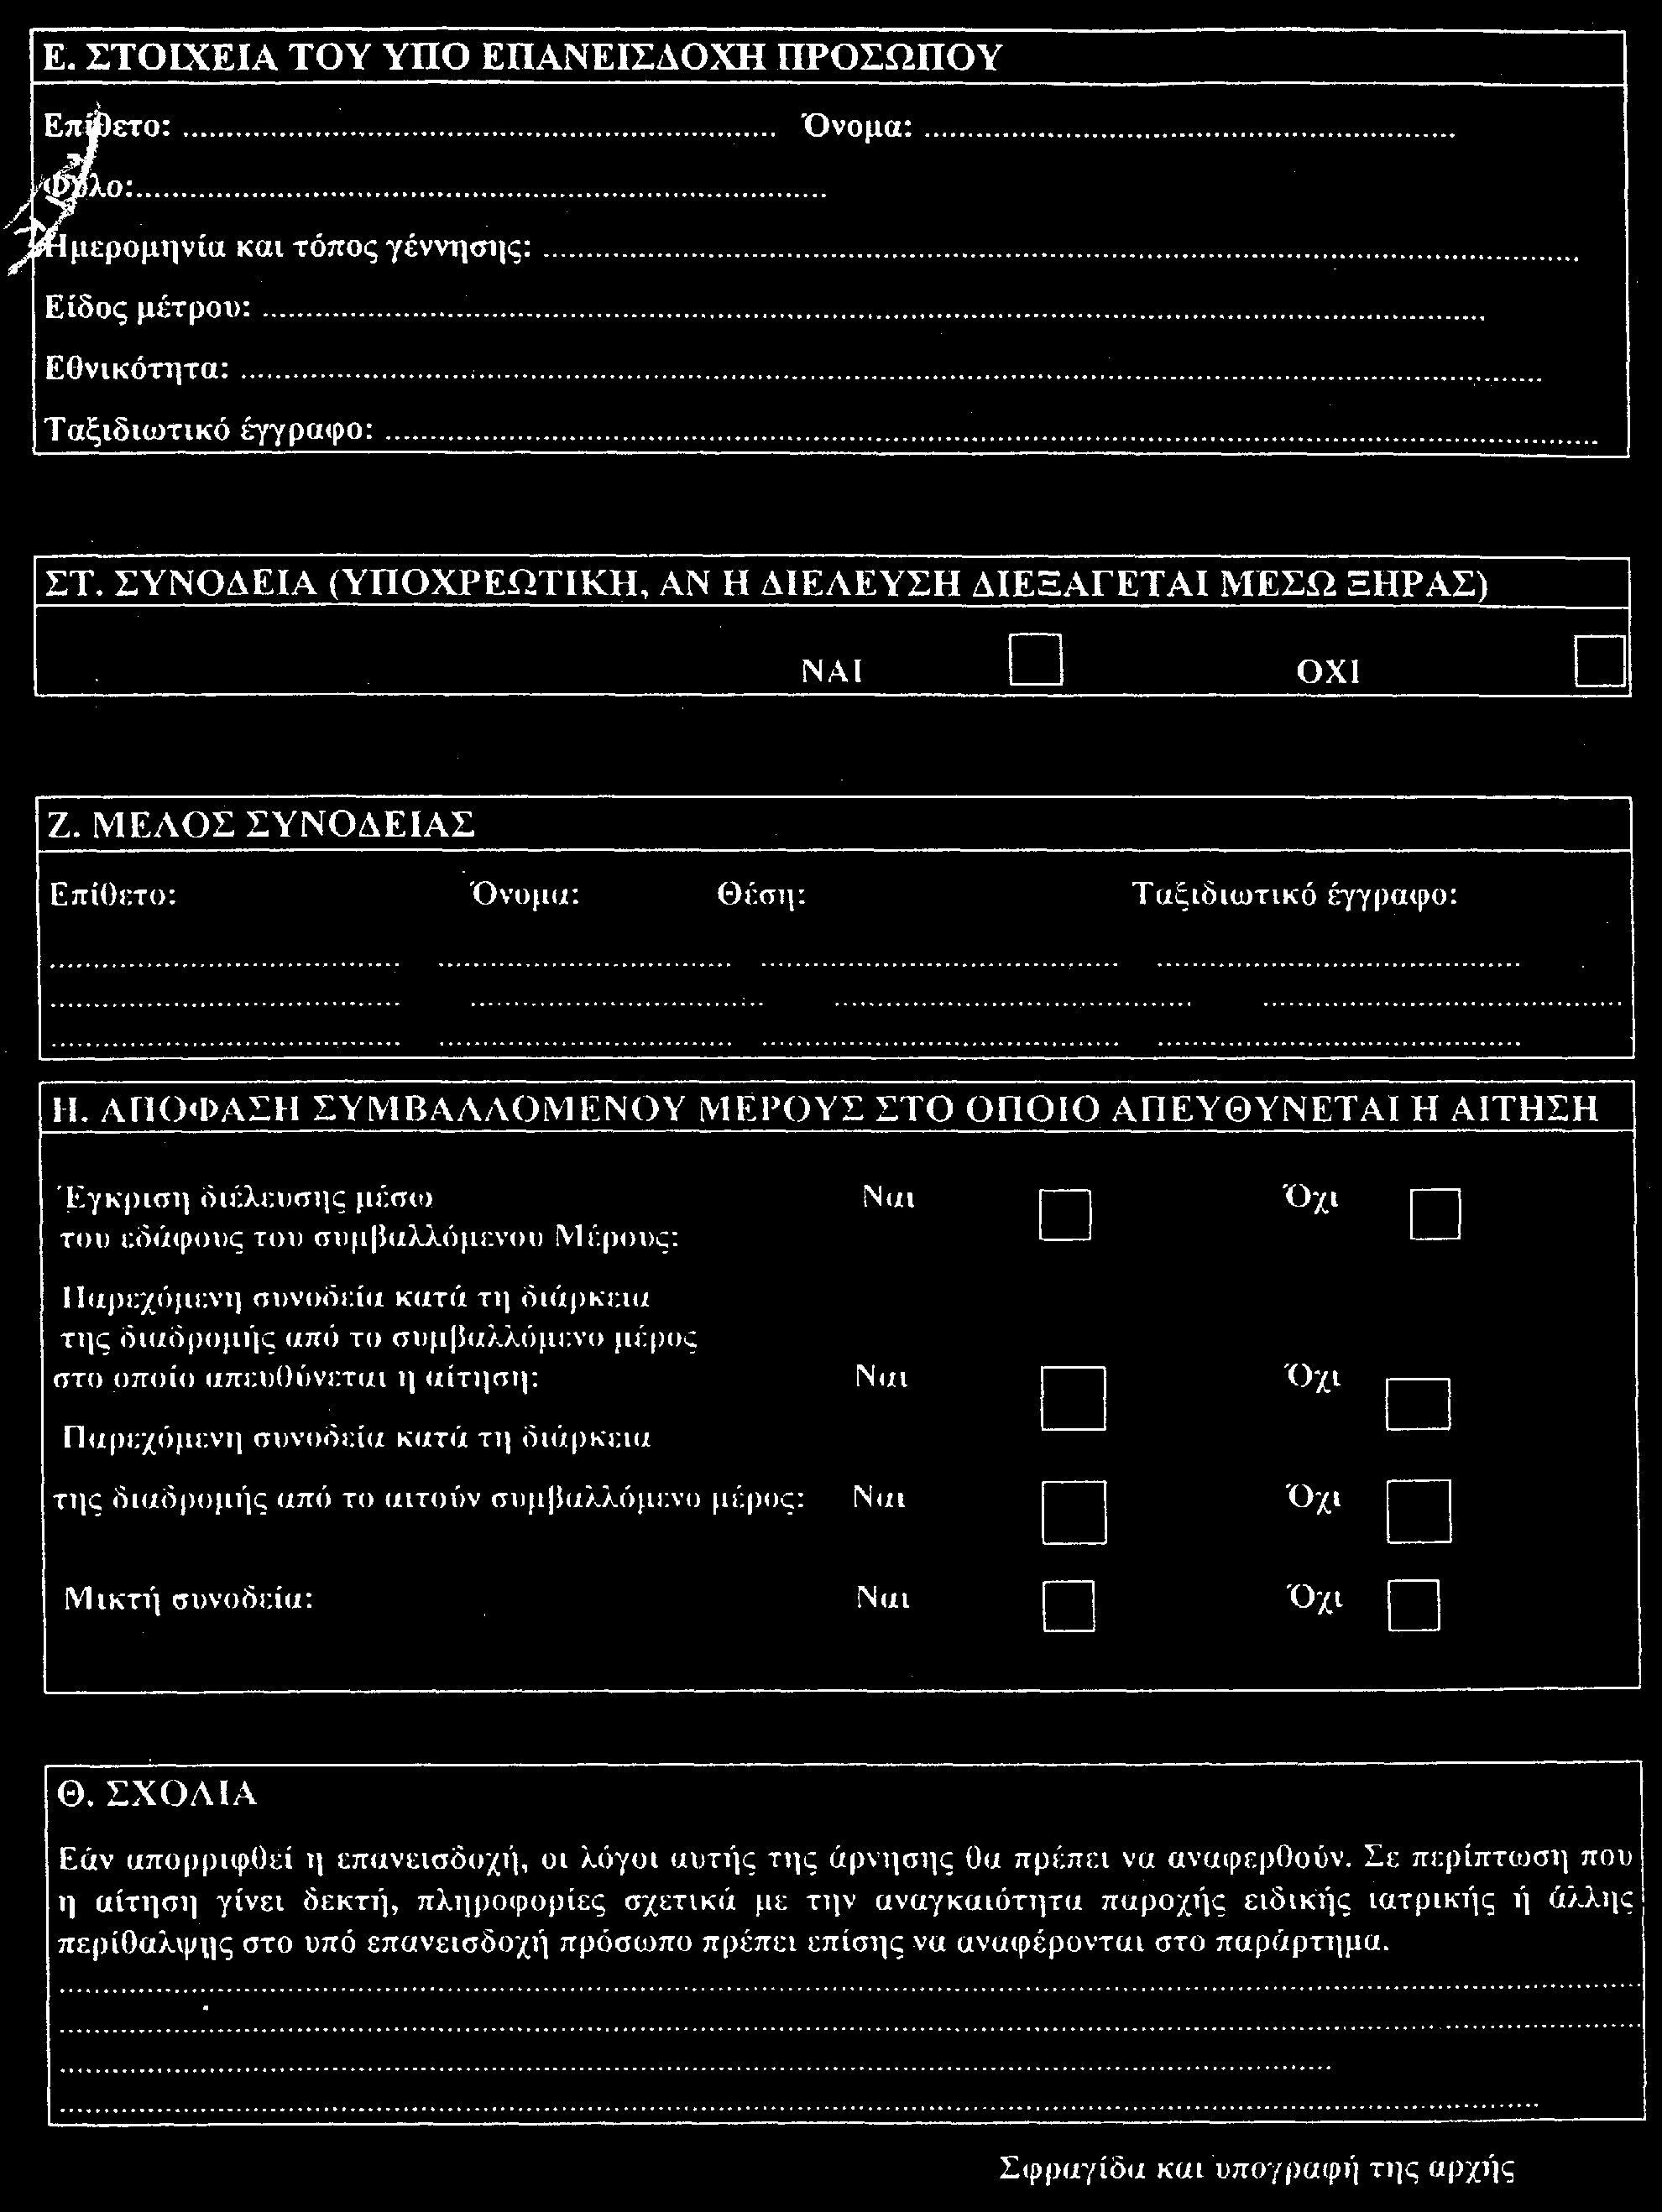 Ε. ΣΤΟΙΧΕΙΑ ΤΟΥ ΥΠΟ ΕΠΑΝΕΙΣΔΟΧΗ ΠΡΟΣΩΠΟΥ
Επίθετο: .......................................................... Όνομα: ..........................................................
Φύλο:..........................................................
Ημερομηνία και τόπος γέννησης: ..........................................................
Είδος μέτρου: ..........................................................
Εθνικότητα: ..........................................................
Ταξιδιωτικό έγγραφο: ..........................................................
ΣΤ. ΣΥΝΟΔΕΙΑ (ΥΠΟΧΡΕΩΤΙΚΗ, ΑΝ Η ΔΙΕΛΕΥΣΗ ΔΙΕΞΑΓΕΤΑΙ ΜΕΣΩ ΞΗΡΑΣ)
ΝΑΙ ΟΧΙ
Ζ. ΜΕΛΟΣ ΣΥΝΟΔΕΙΑΣ
Επίθετο: Όνομα: Θέση: Ταξιδιωτικό έγγραφο:
Η. ΑΠΟΦΑΣΗ ΣΥΜΒΑΛΛΟΜΕΝΟΥ ΜΕΡΟΥΣ ΣΤΟ ΟΠΟΙΟ ΑΠΕΥΘΥΝΕΤΑΙ Η ΑΙΤΗΣΗ
Έγκριση διέλευσης μέσω Ναι Όχι
του εδάφους του συμβαλλόμενου Μέρους:
Παρεχόμενη συνοδεία κατά τη διάρκεια
της διαδρομής από το συμβαλλόμενο μέρος
στο οποίο απευθύνεται η αίτηση: Ναι Όχι
Παρεχόμενη συνοδεία κατά τη διάρκεια
της διαδρομής από το αιτούν συμβαλλόμενο μέρος: Ναι Όχι
Μικτή συνοδεία: Ναι Όχι
Θ. ΣΧΟΛΙΑ
Εάν απορριφθεί η επανεισδοχή, οι λόγοι αυτής της άρνησης θα πρέπει να αναφερθούν. Σε περίπτωση που
η αίτηση γίνει δεκτή, πληροφορίες σχετικά με την αναγκαιότητα παροχής ειδικής ιατρικής ή άλλης
περίθαλψης στο υπό επανεισδοχή πρόσωπο πρέπει επίσης να αναφέρονται στο παράρτημα.
Σφραγίδα και υπογραφή της αρχής